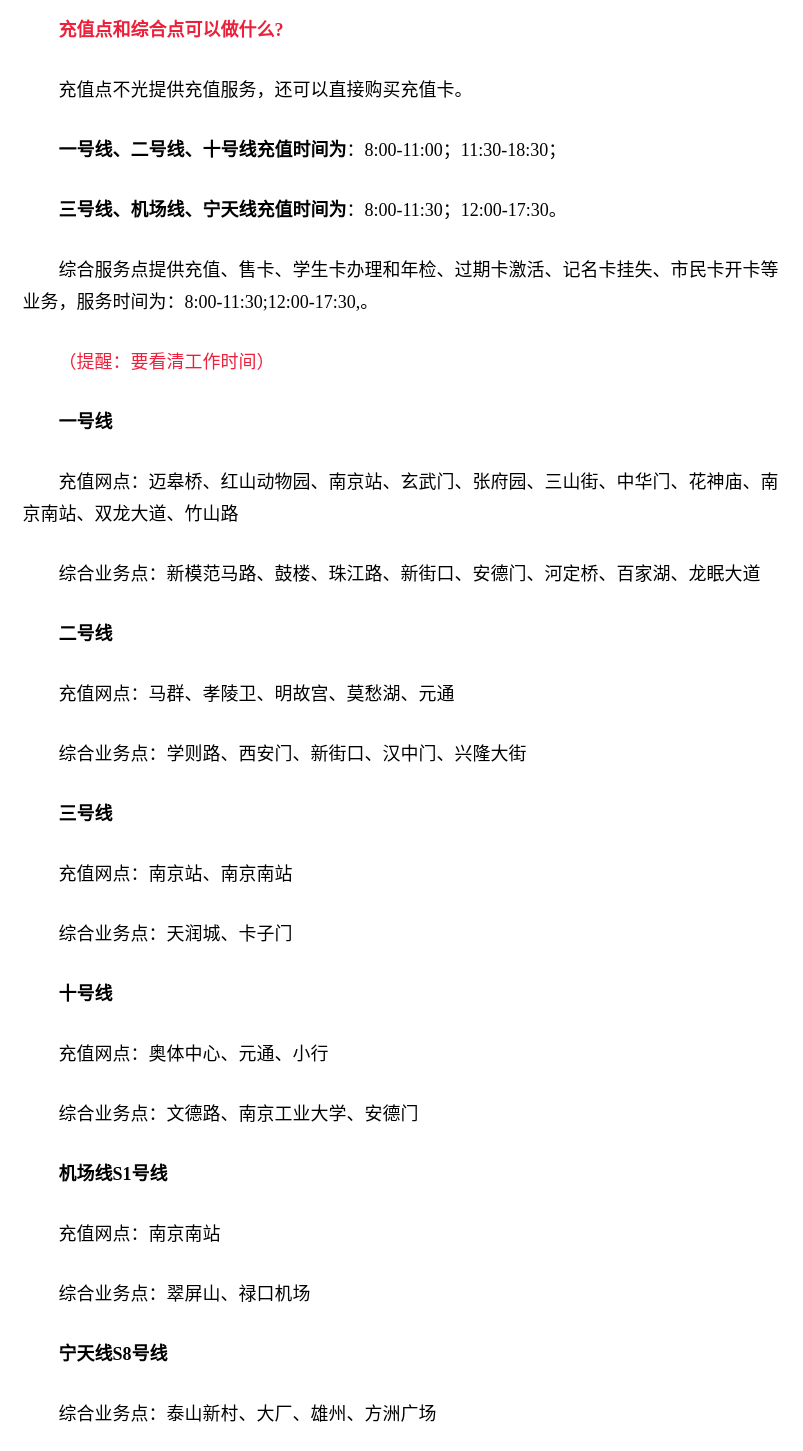 充值点和综合点可以做什么?
充值点不光提供充值服务，还可以直接购买充值卡。
一号线、二号线、十号线充值时间为：8:00-11:00；11:30-18:30；
三号线、机场线、宁天线充值时间为：8:00-11:30；12:00-17:30。
综合服务点提供充值、售卡、学生卡办理和年检、过期卡激活、记名卡挂失、市民卡开卡等
业务，服务时间为：8:00-11:30;12:00-17:30,。
（提醒：要看清工作时间）
一号线
充值网点：迈皋桥、红山动物园、南京站、玄武门、张府园、三山街、中华门、花神庙、南
京南站、双龙大道、竹山路
综合业务点：新模范马路、鼓楼、珠江路、新街口、安德门、河定桥、百家湖、龙眠大道
二号线
充值网点：马群、孝陵卫、明故宫、莫愁湖、元通
综合业务点：学则路、西安门、新街口、汉中门、兴隆大街
三号线
充值网点：南京站、南京南站
综合业务点：天润城、卡子门
十号线
充值网点：奥体中心、元通、小行
综合业务点：文德路、南京工业大学、安德门
机场线S1号线
充值网点：南京南站
综合业务点：翠屏山、禄口机场
宁天线S8号线
综合业务点：泰山新村、大厂、雄州、方洲广场